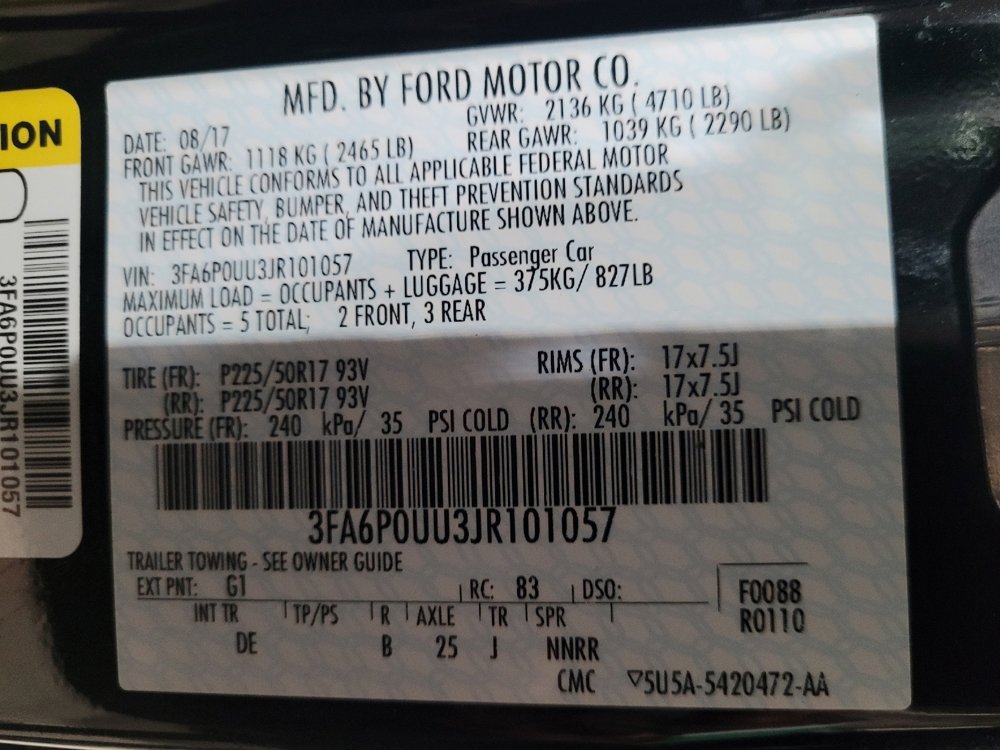 ION
3FA6P0UU3JR101057
MFD. BY FORD MOTOR CO.
DATE: 08/17 GVWR: 2136 KG ( 4710 LB)
FRONT GAWR: 1118 KG ( 2465 LB) REAR GAWR: 1039 KG ( 2290 LB)
THIS VEHICLE CONFORMS TO ALL APPLICABLE FEDERAL MOTOR
VEHICLE SAFETY, BUMPER, AND THEFT PREVENTION STANDARDS
IN EFFECT ON THE DATE OF MANUFACTURE SHOWN ABOVE.
VIN: 3FA6P0UU3JR101057 TYPE: Passenger Car
MAXIMUM LOAD = OCCUPANTS + LUGGAGE = 375KG/ 827LB
OCCUPANTS = 5 TOTAL; 2 FRONT, 3 REAR
TIRE (FR): P225/50R17 93V RIMS (FR): 17x7.5J
(RR): P225/50R17 93V (RR): 17x7.5J
PRESSURE (FR): 240 kPa/ 35 PSI COLD (RR): 240 kPa/ 35 PSI COLD
3FA6P0UU3JR101057
TRAILER TOWING - SEE OWNER GUIDE
EXT PNT: G1 RC: 83 DSO: F0088
INT TR TP/PS R AXLE TR SPR R0110
DE B 25 J NNRR
CMC ▽5U5A-5420472-AA